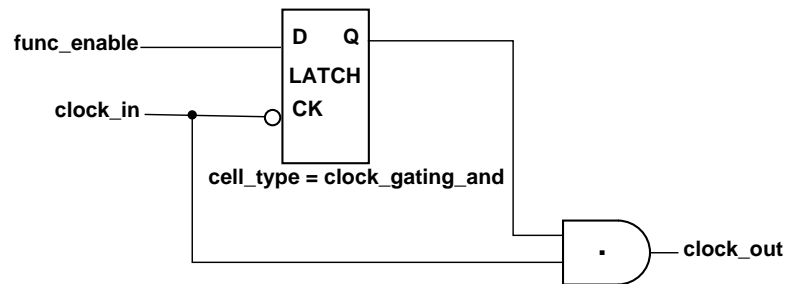 func_enable
D Q
LATCH
clock_in
CK
cell_type = clock_gating_and
clock_out